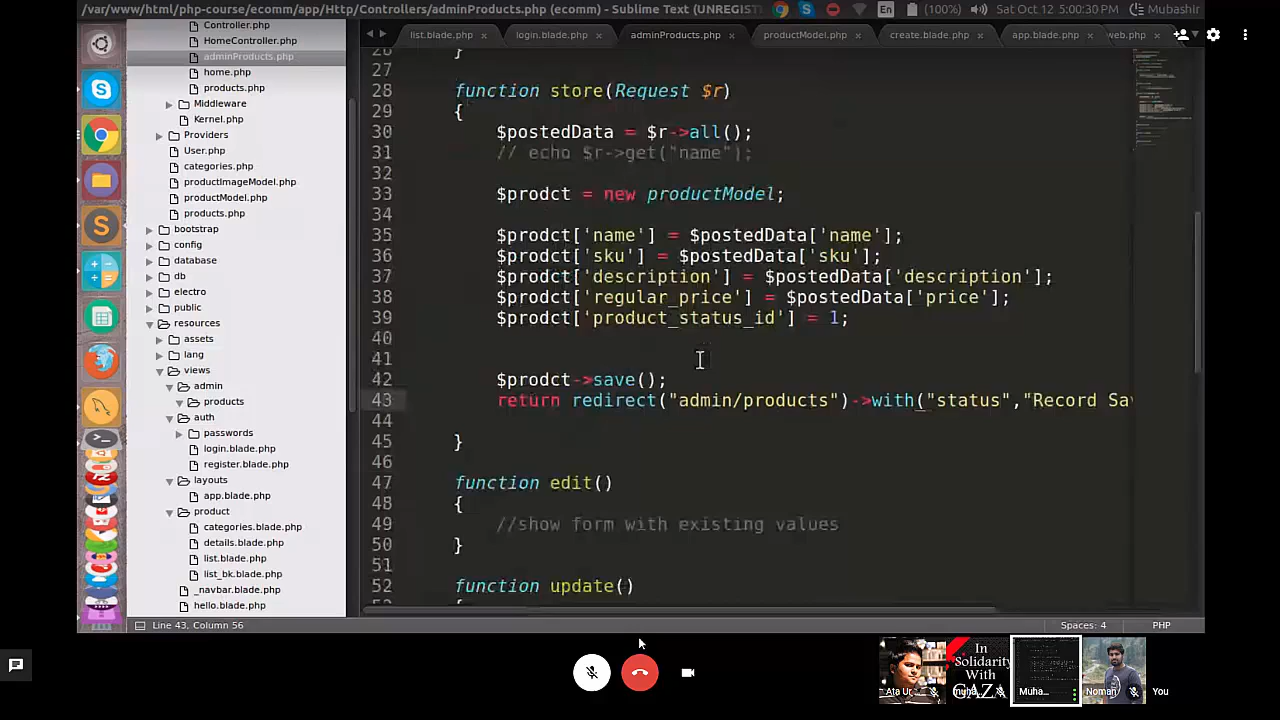 /var/www/html/php-course/ecomm/app/Http/Controllers/adminProducts.php (ecomm) - Sublime Text (UNREGIST
En
(100%)
Sat Oct 12 5:00:30 PM
Mubashir
Controller.php
HomeController.php
adminProducts.php
home.php
products.php
Middleware
Kernel.php
Providers
User.php
categories.php
productImageModel.php
productModel.php
products.php
bootstrap
config
database
db
electro
public
resources
assets
lang
views
admin
products
auth
passwords
login.blade.php
register.blade.php
layouts
app.blade.php
product
categories.blade.php
details.blade.php
list.blade.php
list_bk.blade.php
_navbar.blade.php
hello.blade.php
list.blade.php × login.blade.php × adminProducts.php × productModel.php × create.blade.php × app.blade.php × web.php ×
26 }
27
28 function store(Request $r)
29 {
30 $postedData = $r->all();
31 // echo $r->get("name");
32
33 $prodct = new productModel;
34
35 $prodct['name'] = $postedData['name'];
36 $prodct['sku'] = $postedData['sku'];
37 $prodct['description'] = $postedData['description'];
38 $prodct['regular_price'] = $postedData['price'];
39 $prodct['product_status_id'] = 1;
40
41
42 $prodct->save();
43 return redirect("admin/products")->with("status","Record Sav
44
45 }
46
47 function edit()
48 {
49 //show form with existing values
50 }
51
52 function update()
Line 43, Column 56
Spaces: 4
PHP
In
Solidarity
With
GAZA
Ata Ur
muha
Muha...
Noman
You